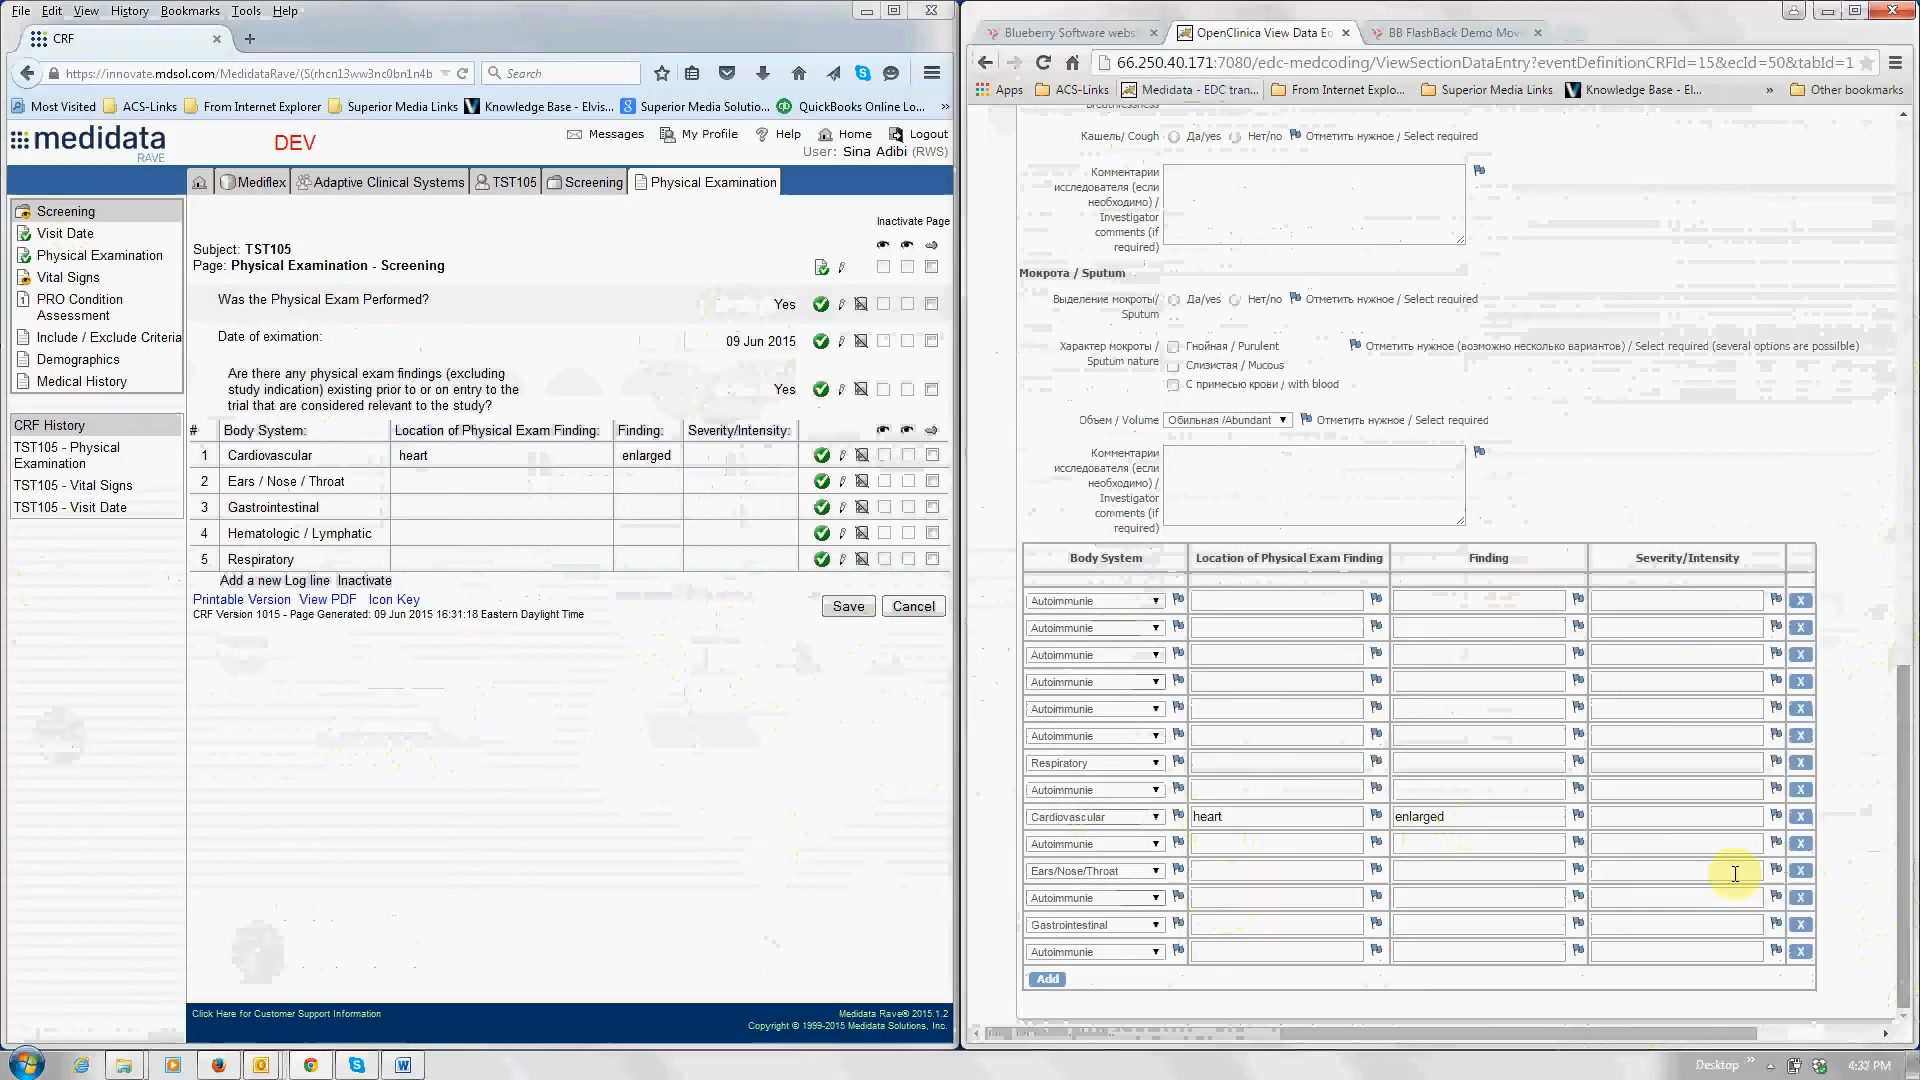 File Edit View History Bookmarks Tools Help
CRF
https://innovate.mdsol.com/MedidataRave/(S(rhcn13ww3nc0bn1n4b
Search
Most Visited ACS-Links From Internet Explorer Superior Media Links Knowledge Base - Elvis... Superior Media Solutio... QuickBooks Online Lo... »
medidata
RAVE
DEV
Messages My Profile Help Home Logout
User: Sina Adibi (RWS)
Mediflex Adaptive Clinical Systems TST105 Screening Physical Examination
Screening
Visit Date
Physical Examination
Vital Signs
PRO Condition
Assessment
Include / Exclude Criteria
Demographics
Medical History
CRF History
TST105 - Physical
Examination
TST105 - Vital Signs
TST105 - Visit Date
Inactivate Page
Subject: TST105
Page: Physical Examination - Screening
Was the Physical Exam Performed? Yes
Date of eximation: 09 Jun 2015
Are there any physical exam findings (excluding
study indication) existing prior to or on entry to the
trial that are considered relevant to the study?
Yes
# Body System: Location of Physical Exam Finding: Finding: Severity/Intensity:
1 Cardiovascular heart enlarged
2 Ears / Nose / Throat
3 Gastrointestinal
4 Hematologic / Lymphatic
5 Respiratory
Add a new Log line Inactivate
Printable Version View PDF Icon Key
CRF Version 1015 - Page Generated: 09 Jun 2015 16:31:18 Eastern Daylight Time
Save Cancel
Click Here for Customer Support Information
Medidata Rave® 2015.1.2
Copyright © 1999-2015 Medidata Solutions, Inc.
Blueberry Software webs OpenClinica View Data En BB FlashBack Demo Mov
66.250.40.171:7080/edc-medcoding/ViewSectionDataEntry?eventDefinitionCRFId=15&ecId=50&tabId=1
Apps ACS-Links Medidata - EDC tran... From Internet Explo... Superior Media Links Knowledge Base - El... » Other bookmarks
Кашель/ Cough Да/yes Нет/no Отметить нужное / Select required
Комментарии
исследователя (если
необходимо) /
Investigator
comments (if
required)
Мокрота / Sputum
Выделение мокроты/
Sputum
Да/yes Нет/no Отметить нужное / Select required
Характер мокроты /
Sputum nature
Гнойная / Purulent
Слизистая / Mucous
С примесью крови / with blood
Отметить нужное (возможно несколько вариантов) / Select required (several options are possible)
Объем / Volume Обильная /Abundant Отметить нужное / Select required
Комментарии
исследователя (если
необходимо) /
Investigator
comments (if
required)
Body System Location of Physical Exam Finding Finding Severity/Intensity
Autoimmunie X
Autoimmunie X
Autoimmunie X
Autoimmunie X
Autoimmunie X
Autoimmunie X
Respiratory X
Autoimmunie X
Cardiovascular heart enlarged X
Autoimmunie X
Ears/Nose/Throat X
Autoimmunie X
Gastrointestinal X
Autoimmunie X
Add
Desktop » 4:33 PM